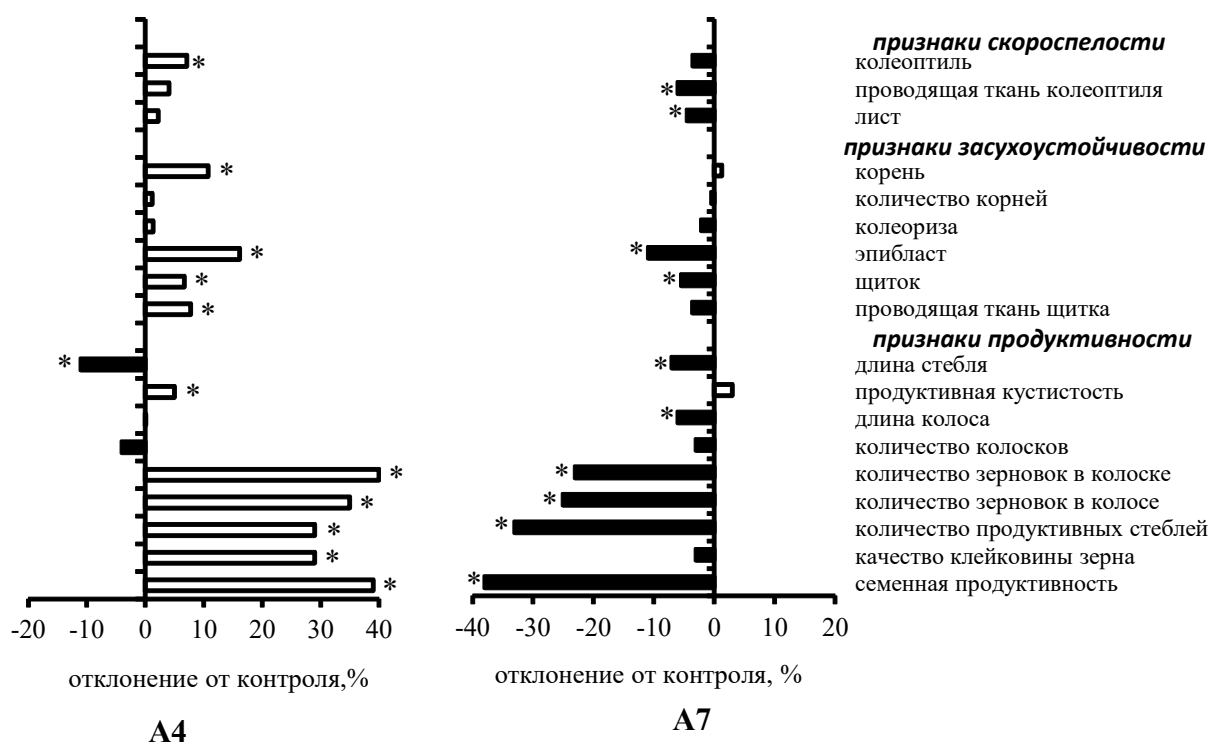 признаки скороспелости
* колеоптиль
* проводящая ткань колеоптиля
* лист
признаки засухоустойчивости
* корень
количество корней
колеориза
* * эпибласт
* * щиток
* проводящая ткань щитка
признаки продуктивности
* * длина стебля
* продуктивная кустистость
* длина колоса
количество колосков
* * количество зерновок в колоске
* * количество зерновок в колосе
* * количество продуктивных стеблей
* качество клейковины зерна
* * семенная продуктивность
-20 -10 0 10 20 30 40 -40 -30 -20 -10 0 10 20
отклонение от контроля,% отклонение от контроля, %
А4 А7